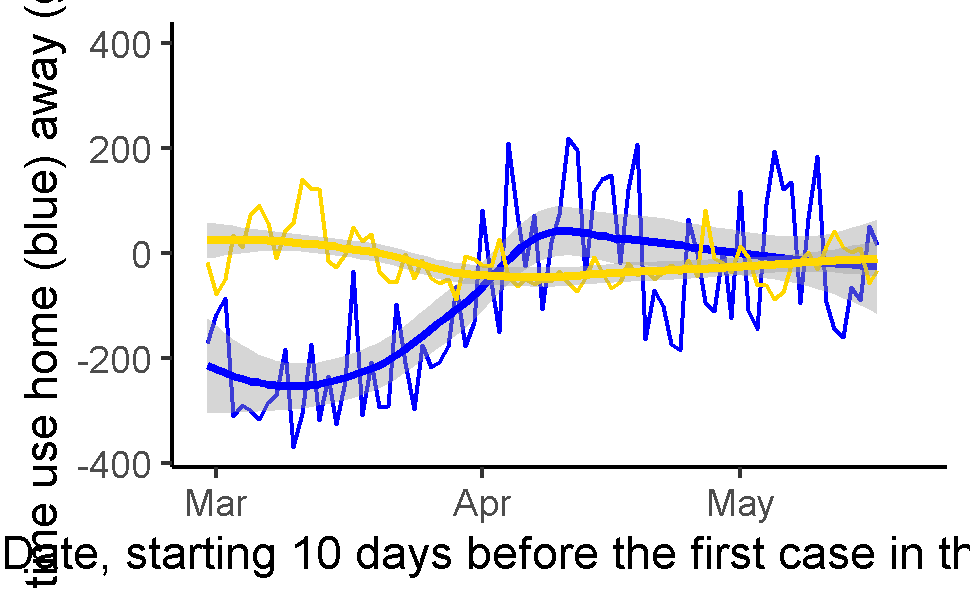 400
200
0
-200
-400
time use home (blue) away (
Mar Apr May
Date, starting 10 days before the first case in th